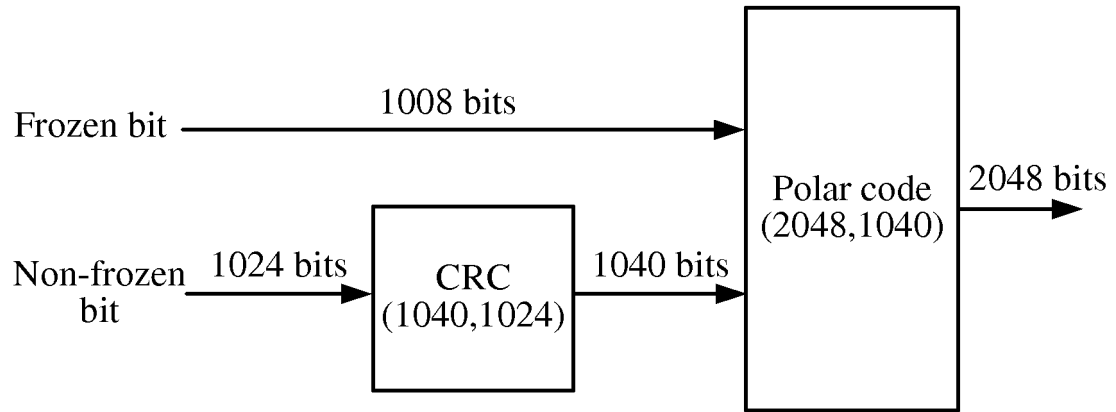 1008 bits
Frozen bit
Polar code
(2048,1040)
2048 bits
Non-frozen
bit
1024 bits
CRC
(1040,1024)
1040 bits